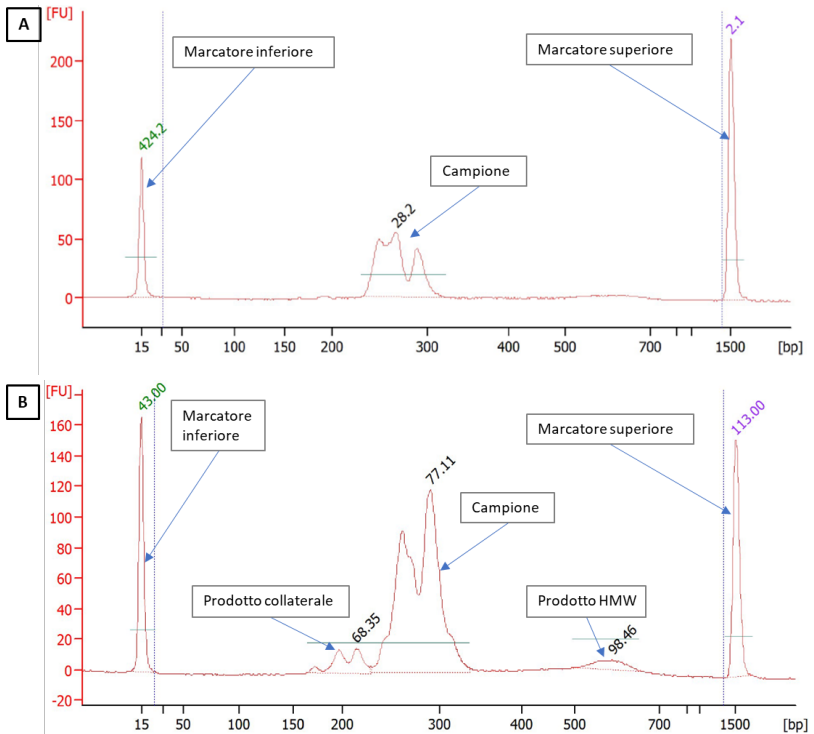 A
[FU]
424.2
Marcatore inferiore
Marcatore superiore
2.1
200
150
Campione
28.2
100
50
0
15 50 100 150 200 300 400 500 700 1500 [bp]
B
[FU]
43.00
Marcatore
inferiore
Marcatore superiore
113.00
77.11
Campione
Prodotto collaterale
68.35
Prodotto HMW
98.46
160
140
120
100
80
60
40
20
0
-20
15 50 100 150 200 300 400 500 700 1500 [bp]